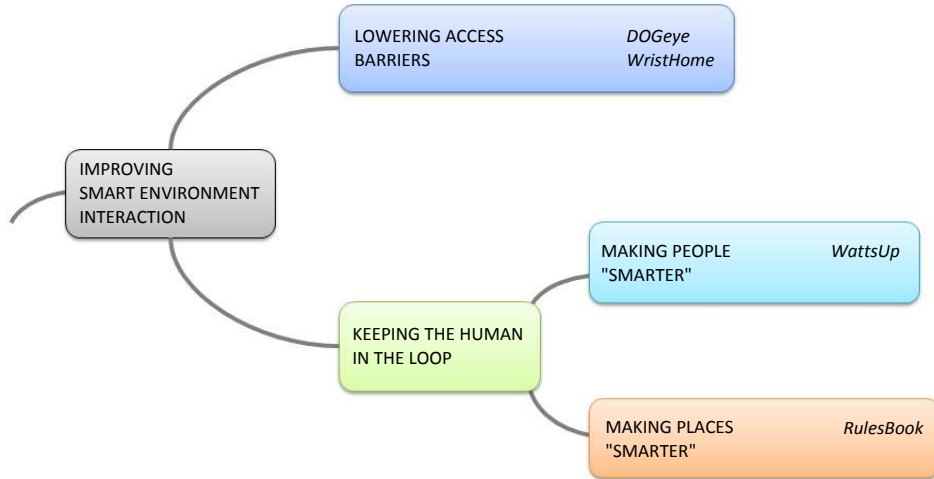 LOWERING ACCESS DOGeye
BARRIERS WristHome
IMPROVING
SMART ENVIRONMENT
INTERACTION
MAKING PEOPLE WattsUp
"SMARTER"
KEEPING THE HUMAN
IN THE LOOP
MAKING PLACES RulesBook
"SMARTER"